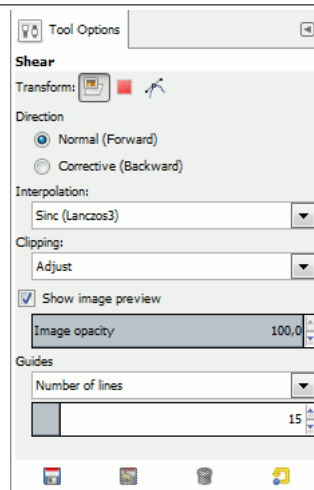 Tool Options
Shear
Transform:
Direction
Normal (Forward)
Corrective (Backward)
Interpolation:
Sinc (Lanczos3)
Clipping:
Adjust
Show image preview
Image opacity 100,0
Guides
Number of lines
15